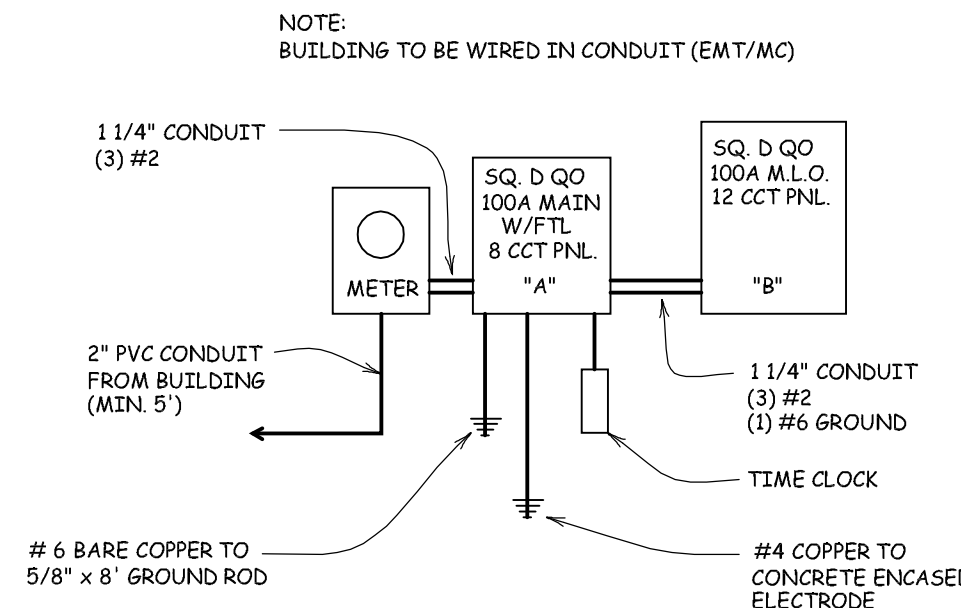 NOTE:
BUILDING TO BE WIRED IN CONDUIT (EMT/MC)
1 1/4" CONDUIT
(3) #2
SQ. D QO
100A MAIN
W/FTL
8 CCT PNL.
"A"
SQ. D QO
100A M.L.O.
12 CCT PNL.
"B"
METER
2" PVC CONDUIT
FROM BUILDING
(MIN. 5')
1 1/4" CONDUIT
(3) #2
(1) #6 GROUND
TIME CLOCK
# 6 BARE COPPER TO
5/8" x 8' GROUND ROD
#4 COPPER TO
CONCRETE ENCASED
ELECTRODE